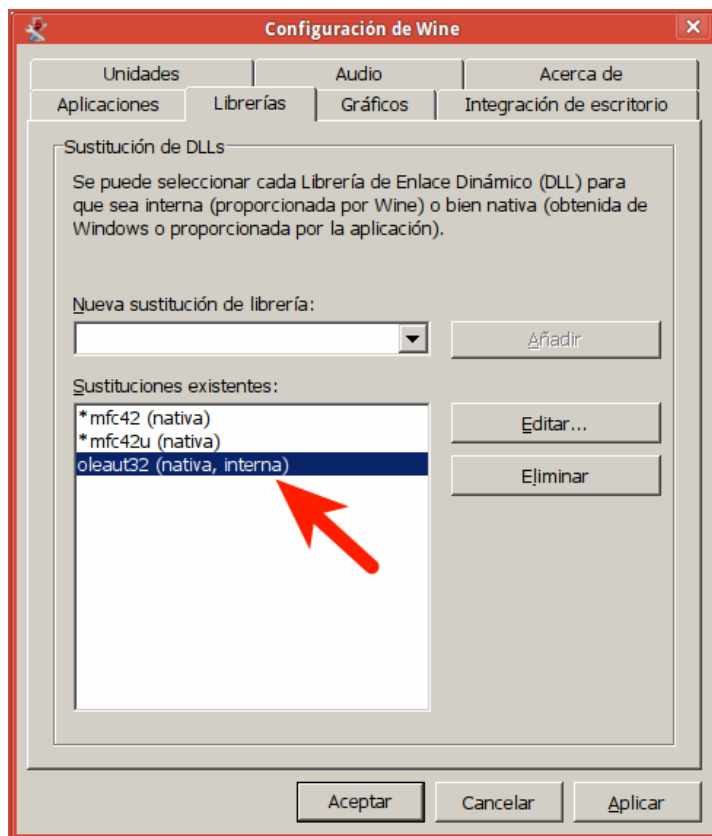 Configuración de Wine
Unidades
Audio
Acerca de
Aplicaciones
Librerías
Gráficos
Integración de escritorio
Sustitución de DLLs
Se puede seleccionar cada Librería de Enlace Dinámico (DLL) para
que sea interna (proporcionada por Wine) o bien nativa (obtenida de
Windows o proporcionada por la aplicación).
Nueva sustitución de librería:
Añadir
Sustituciones existentes:
*mfc42 (nativa)
*mfc42u (nativa)
oleaut32 (nativa, interna)
Editar...
Eliminar
Aceptar
Cancelar
Aplicar